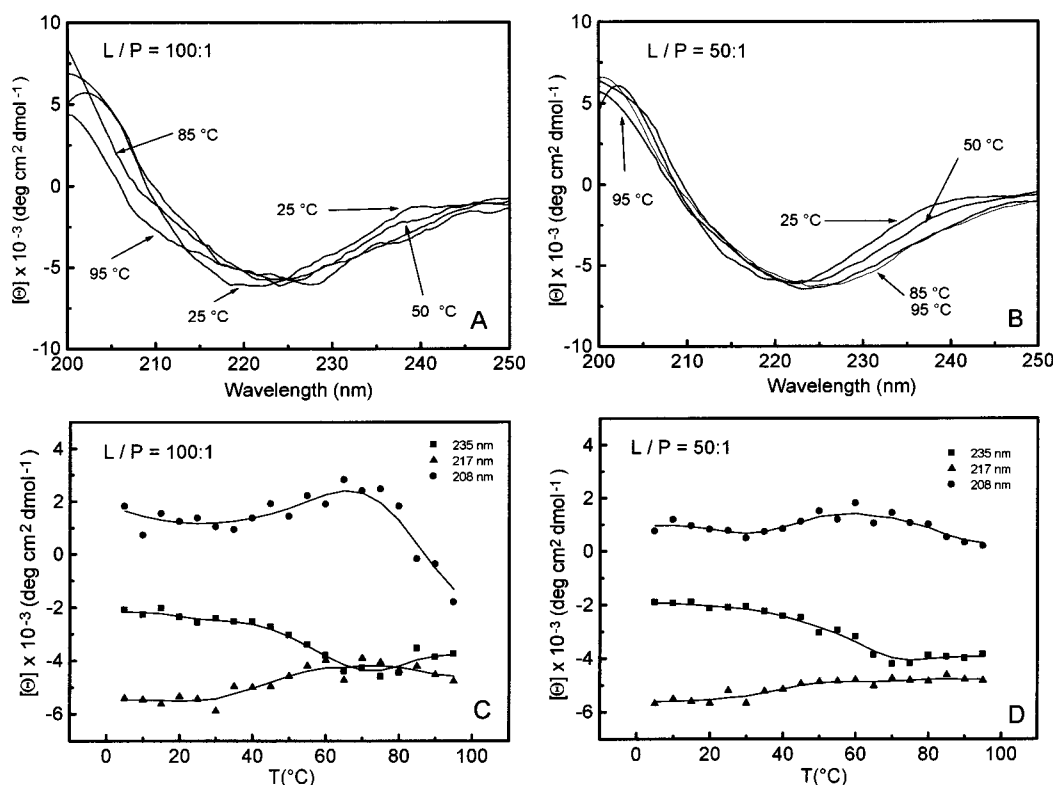 L / P = 100:1
[Θ] x 10⁻³ (deg cm² dmol⁻¹)
10
5
0
-5
-10
85 °C
25 °C
95 °C
25 °C
50 °C
A
200
210
220
230
240
250
Wavelength (nm)
L / P = 50:1
[Θ] x 10⁻³ (deg cm² dmol⁻¹)
10
5
0
-5
-10
50 °C
25 °C
95 °C
85 °C
95 °C
B
200
210
220
230
240
250
Wavelength (nm)
L / P = 100:1
235 nm
217 nm
208 nm
[Θ] x 10⁻³ (deg cm² dmol⁻¹)
4
2
0
-2
-4
-6
C
0
20
40
60
80
100
T(°C)
L / P = 50:1
235 nm
217 nm
208 nm
[Θ] x 10⁻³ (deg cm² dmol⁻¹)
4
2
0
-2
-4
-6
D
0
20
40
60
80
100
T(°C)